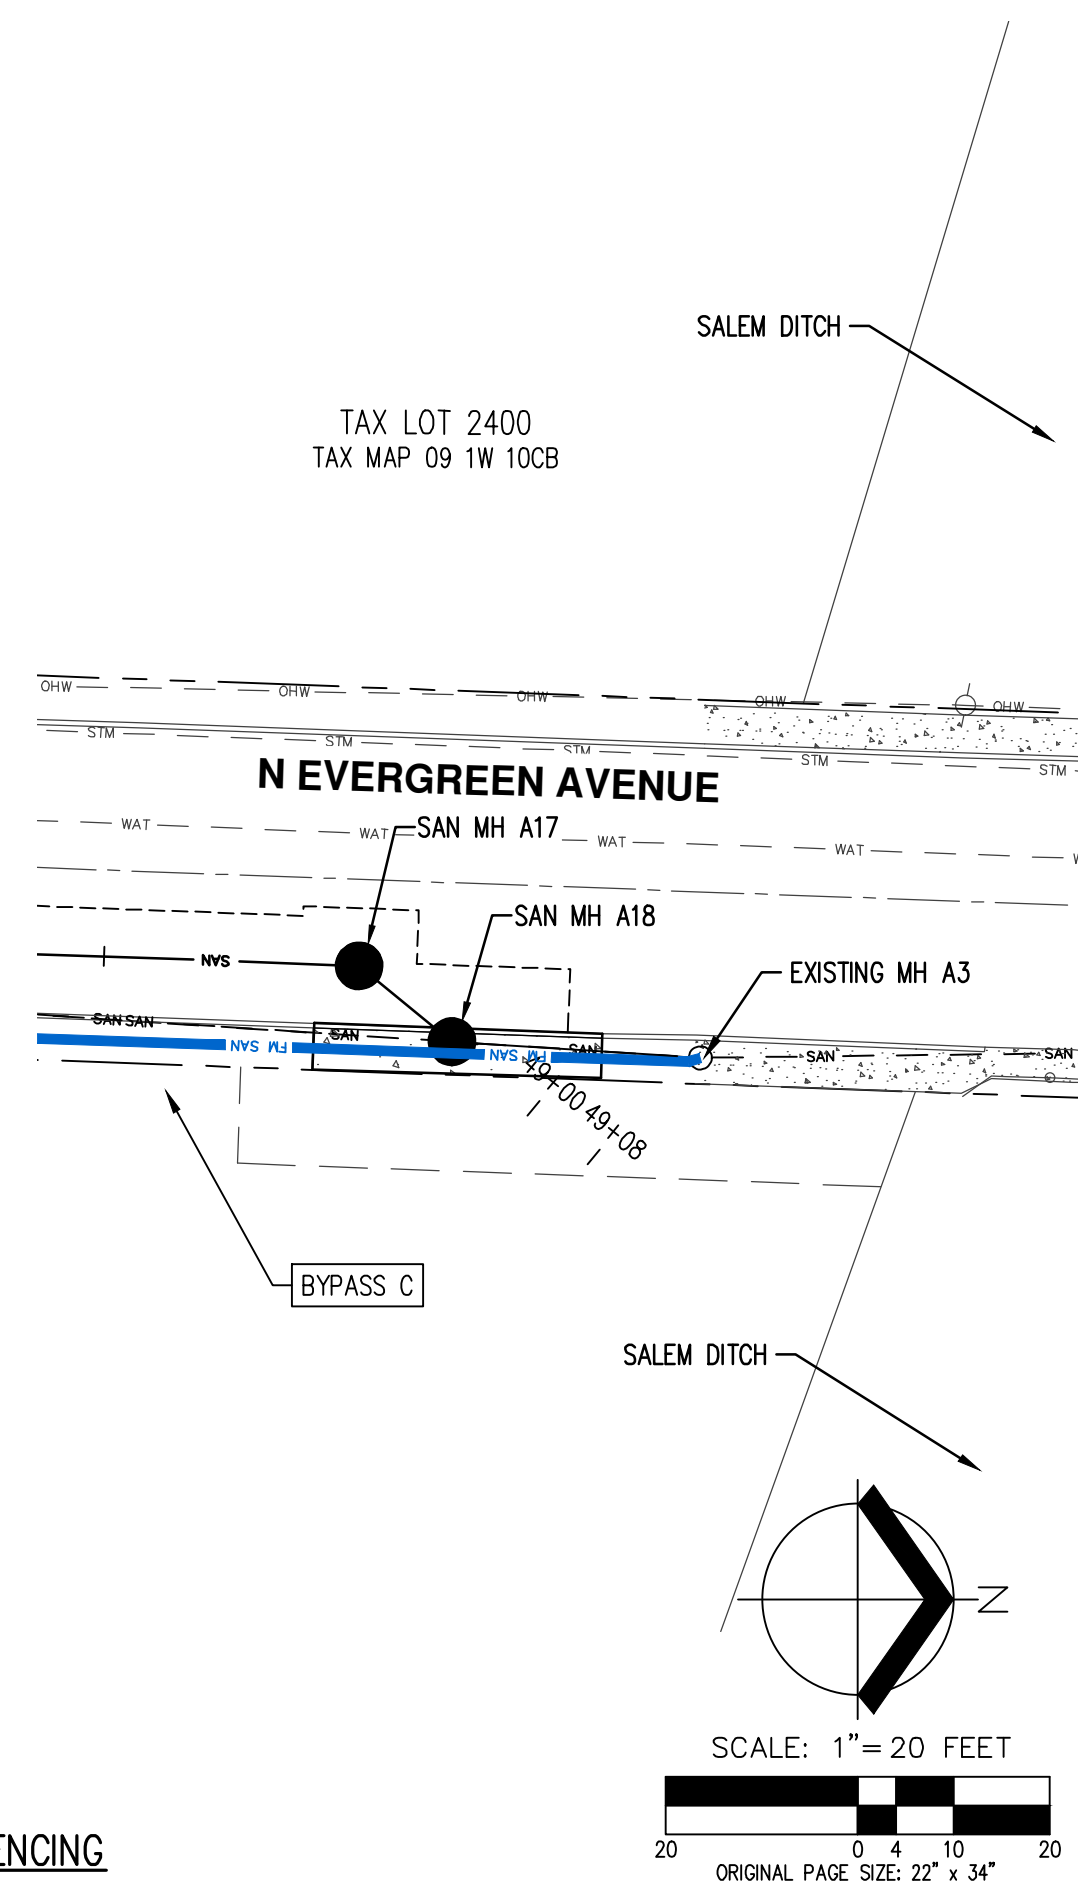 SALEM DITCH
TAX LOT 2400
TAX MAP 09 1W 10CB
OHW OHW OHW OHW OHW
STM STM STM STM STM
N EVERGREEN AVENUE
WAT WAT WAT WAT
SAN MH A17
SAN MH A18
SAN
EXISTING MH A3
SAN SAN SAN SAN SAN SAN
FM SAN FM SAN
49+00 49+08
BYPASS C
SALEM DITCH
N
SCALE: 1"= 20 FEET
20 0 4 10 20
ORIGINAL PAGE SIZE: 22" x 34"
ENCING